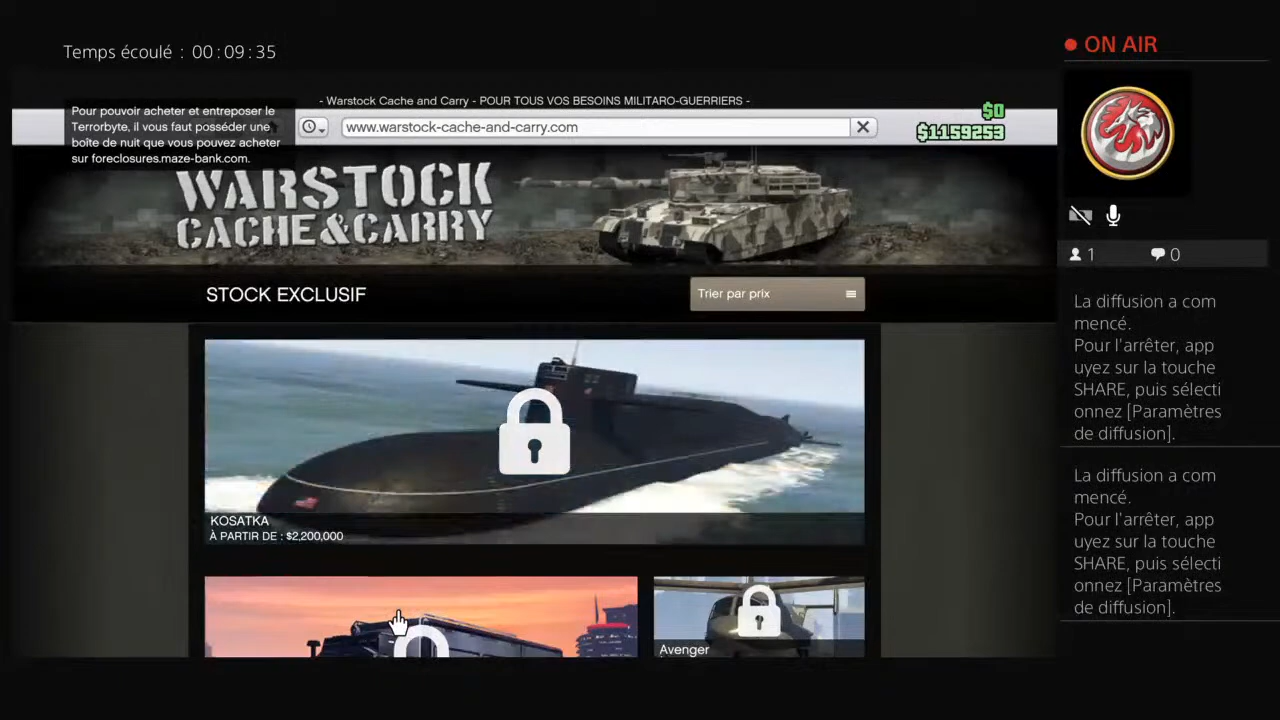 Temps écoulé : 00:09:35
ON AIR
- Warstock Cache and Carry - POUR TOUS VOS BESOINS MILITARO-GUERRIERS -
Pour pouvoir acheter et entreposer le
Terrorbyte, il vous faut posséder une
boîte de nuit que vous pouvez acheter
sur foreclosures.maze-bank.com.
www.warstock-cache-and-carry.com
$0
$1159253
WARSTOCK
CACHE&CARRY
STOCK EXCLUSIF
Trier par prix
KOSATKA
À PARTIR DE : $2,200,000
Avenger
1
0
La diffusion a com
mencé.
Pour l'arrêter, app
uyez sur la touche
SHARE, puis sélecti
onnez [Paramètres
de diffusion].
La diffusion a com
mencé.
Pour l'arrêter, app
uyez sur la touche
SHARE, puis sélecti
onnez [Paramètres
de diffusion].